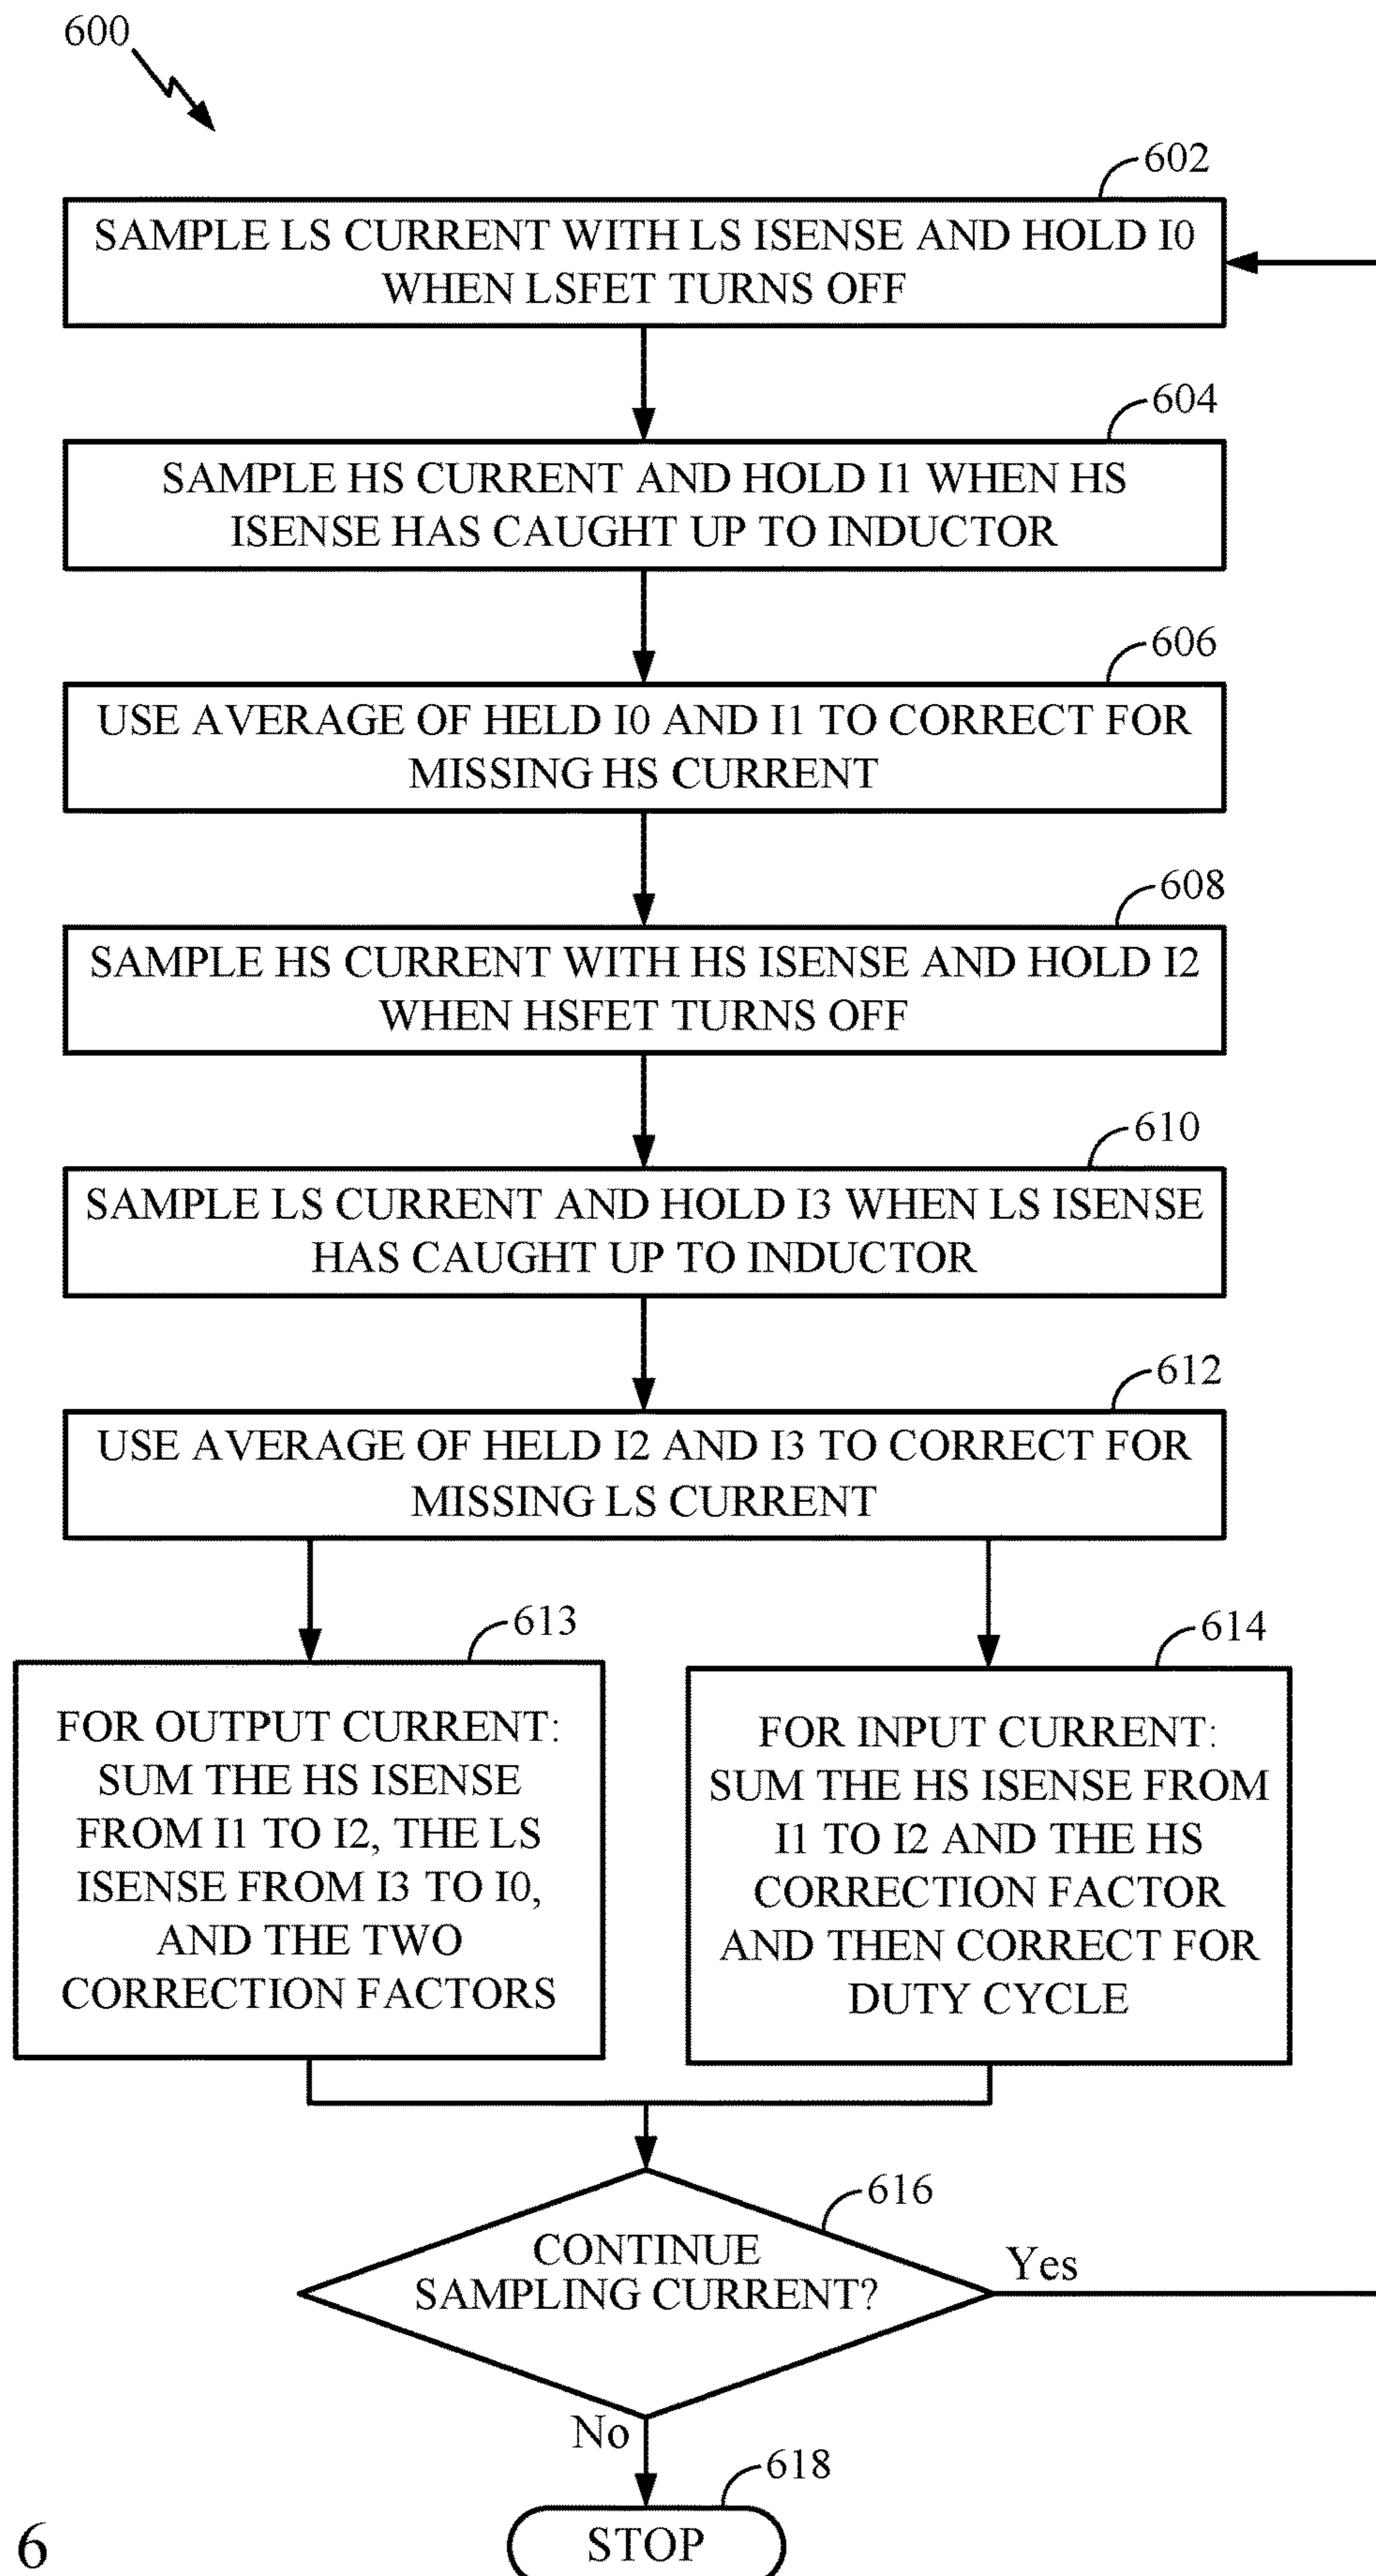 600
602
SAMPLE LS CURRENT WITH LS ISENSE AND HOLD I0
WHEN LSFET TURNS OFF
604
SAMPLE HS CURRENT AND HOLD I1 WHEN HS
ISENSE HAS CAUGHT UP TO INDUCTOR
606
USE AVERAGE OF HELD I0 AND I1 TO CORRECT FOR
MISSING HS CURRENT
608
SAMPLE HS CURRENT WITH HS ISENSE AND HOLD I2
WHEN HSFET TURNS OFF
610
SAMPLE LS CURRENT AND HOLD I3 WHEN LS ISENSE
HAS CAUGHT UP TO INDUCTOR
612
USE AVERAGE OF HELD I2 AND I3 TO CORRECT FOR
MISSING LS CURRENT
613
FOR OUTPUT CURRENT:
SUM THE HS ISENSE
FROM I1 TO I2, THE LS
ISENSE FROM I3 TO I0,
AND THE TWO
CORRECTION FACTORS
614
FOR INPUT CURRENT:
SUM THE HS ISENSE FROM
I1 TO I2 AND THE HS
CORRECTION FACTOR
AND THEN CORRECT FOR
DUTY CYCLE
616
CONTINUE
SAMPLING CURRENT?
Yes
No
618
STOP
6